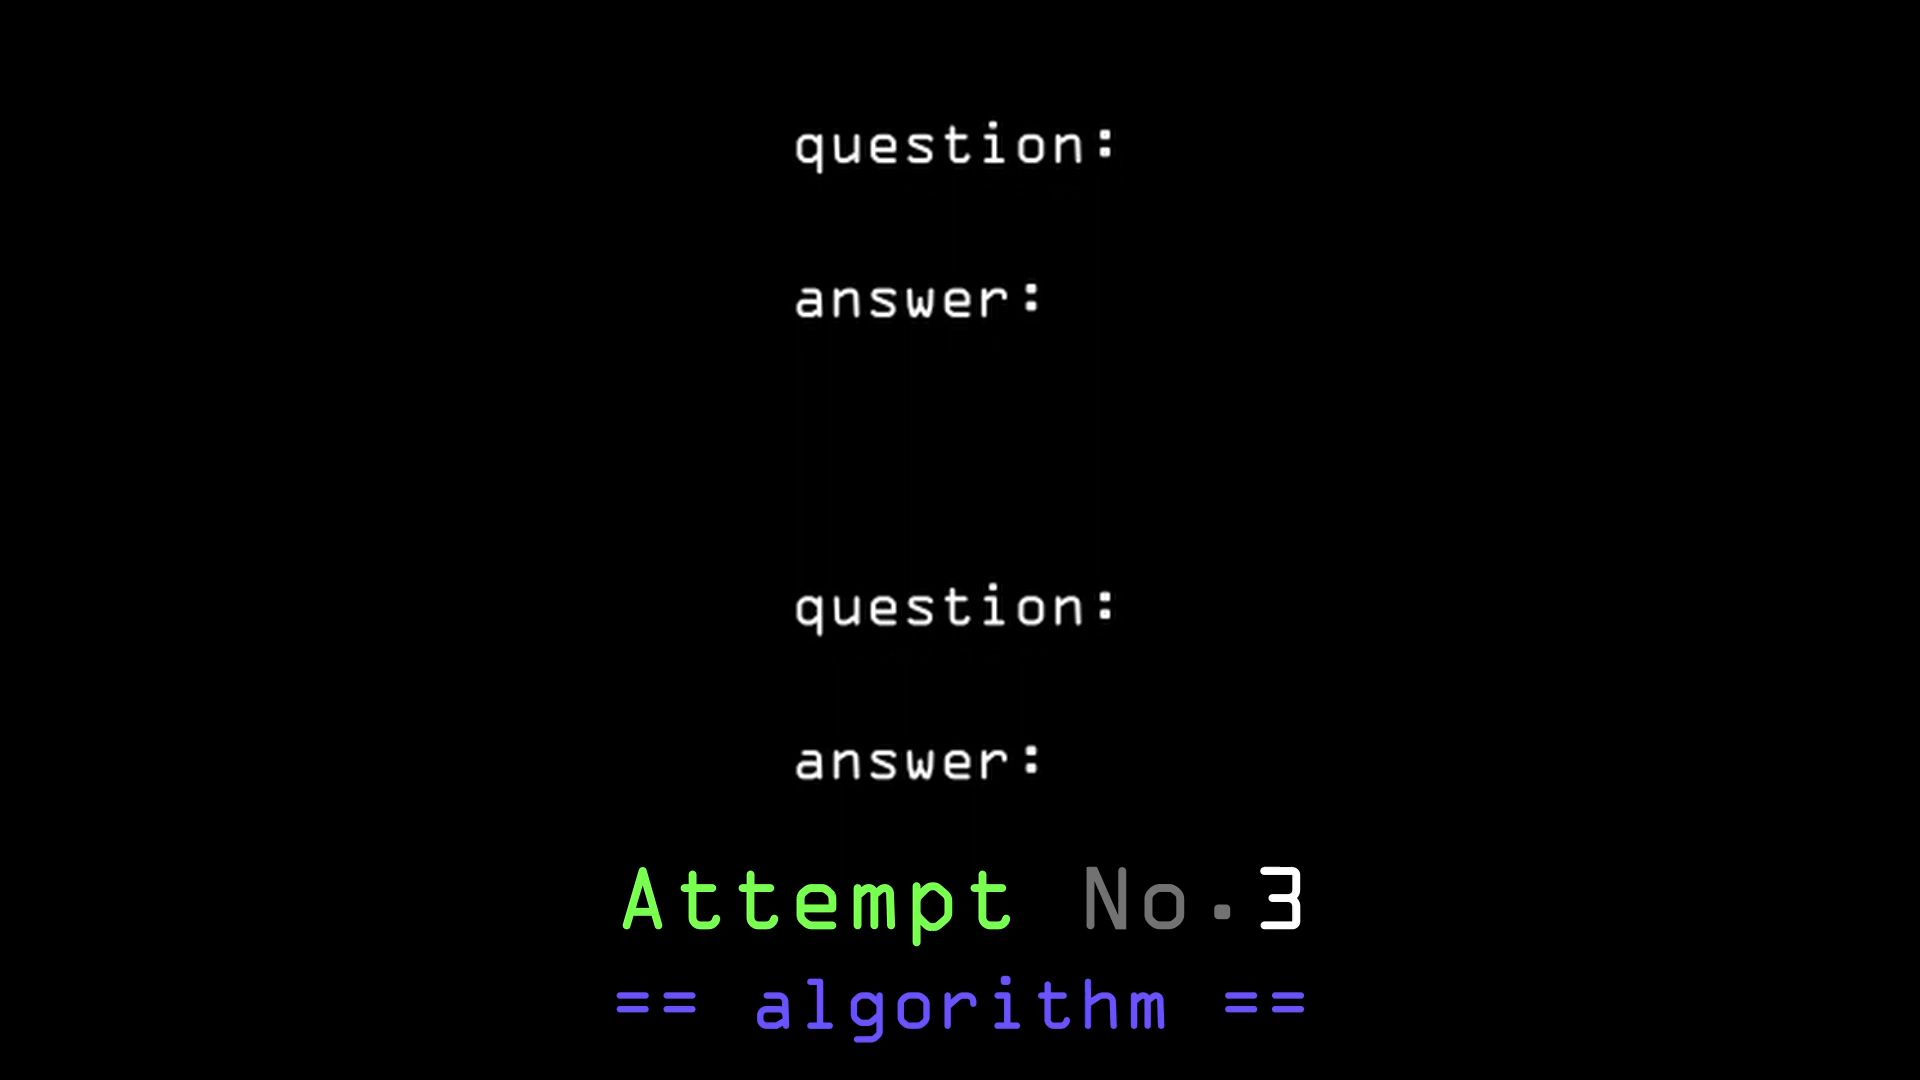 question:
answer:
question:
answer:
Attempt No.3
== algorithm ==